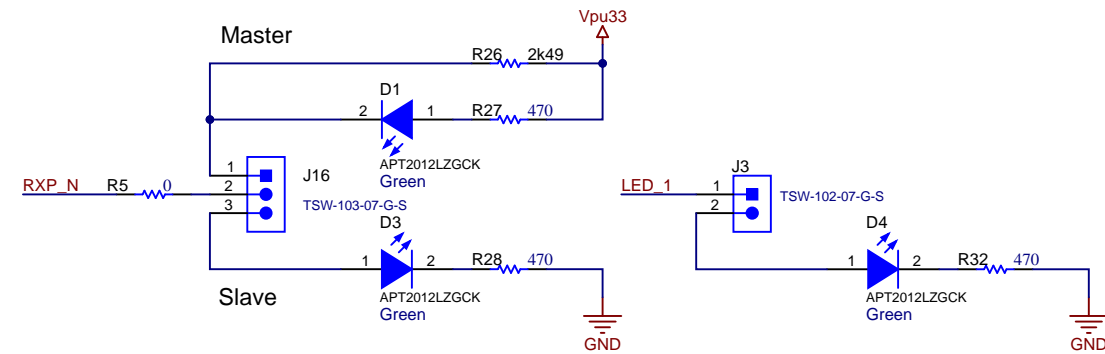 Vpu33
Master
R26 2k49
D1
2 1 R27 470
APT2012LZGCK
Green
1 J16
RXP_N R5 0 2
3 TSW-103-07-G-S
D3
1 2 R28 470
APT2012LZGCK
Green
Slave
GND
J3
LED_1 1 TSW-102-07-G-S
2
D4
1 2 R32 470
APT2012LZGCK
Green
GND